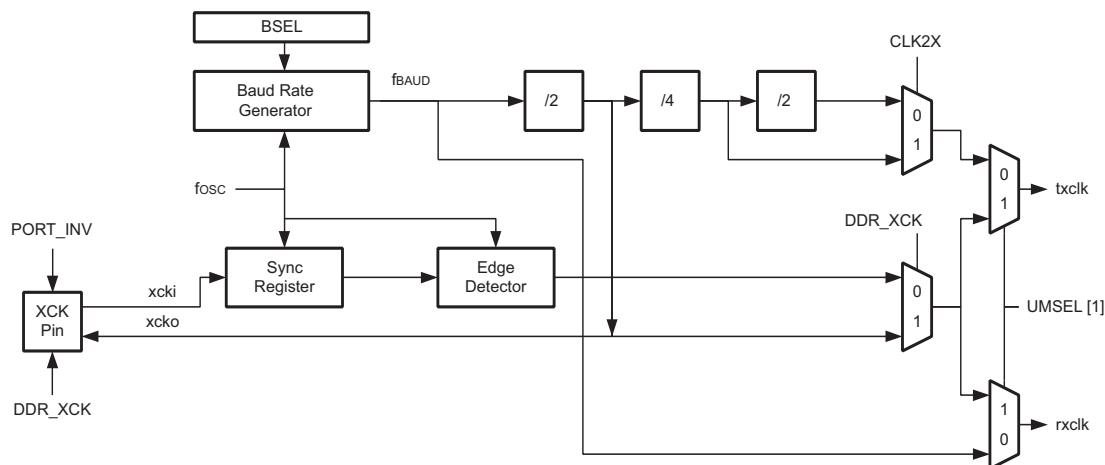 BSEL
CLK2X
Baud Rate
Generator
fBAUD
/2
/4
/2
0
1
0
1
txclk
fosc
PORT_INV
DDR_XCK
Sync
Register
Edge
Detector
xcki
XCK
Pin
0
1
UMSEL [1]
xcko
DDR_XCK
1
0
rxclk